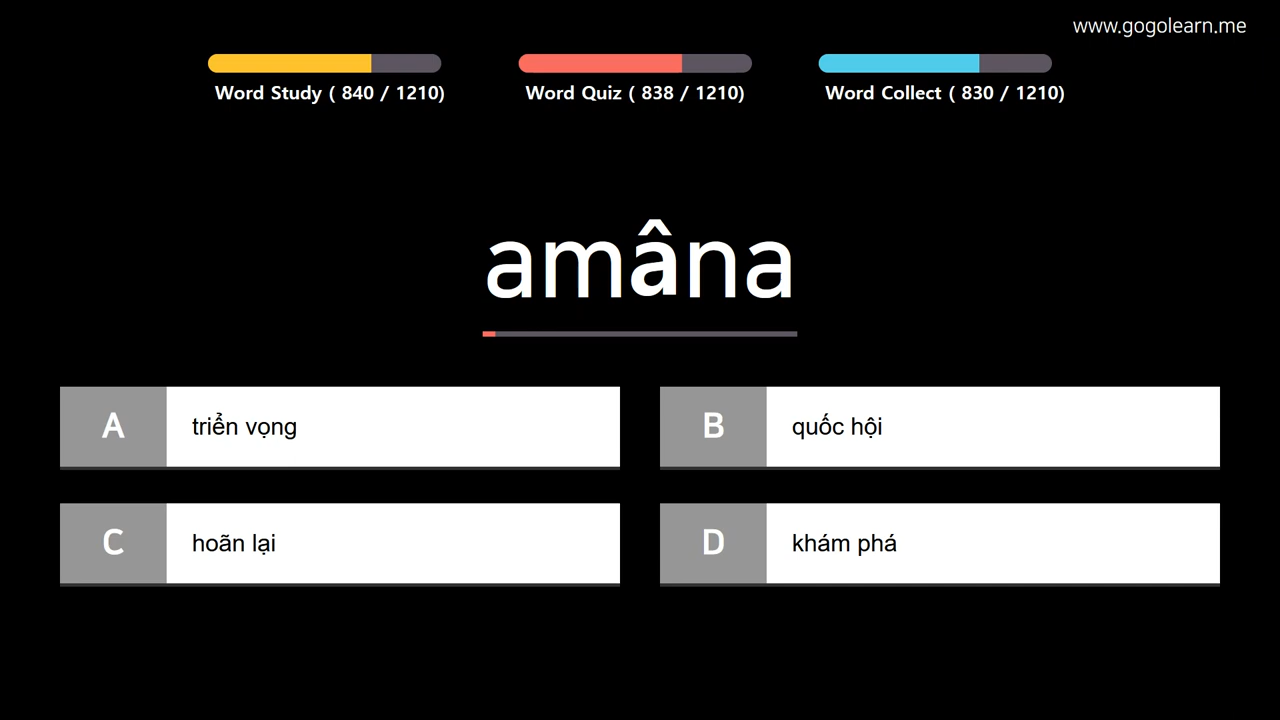 www.gogolearn.me
Word Study ( 840 / 1210)
Word Quiz ( 838 / 1210)
Word Collect ( 830 / 1210)
amâna
A triển vọng
B quốc hội
C hoãn lại
D khám phá